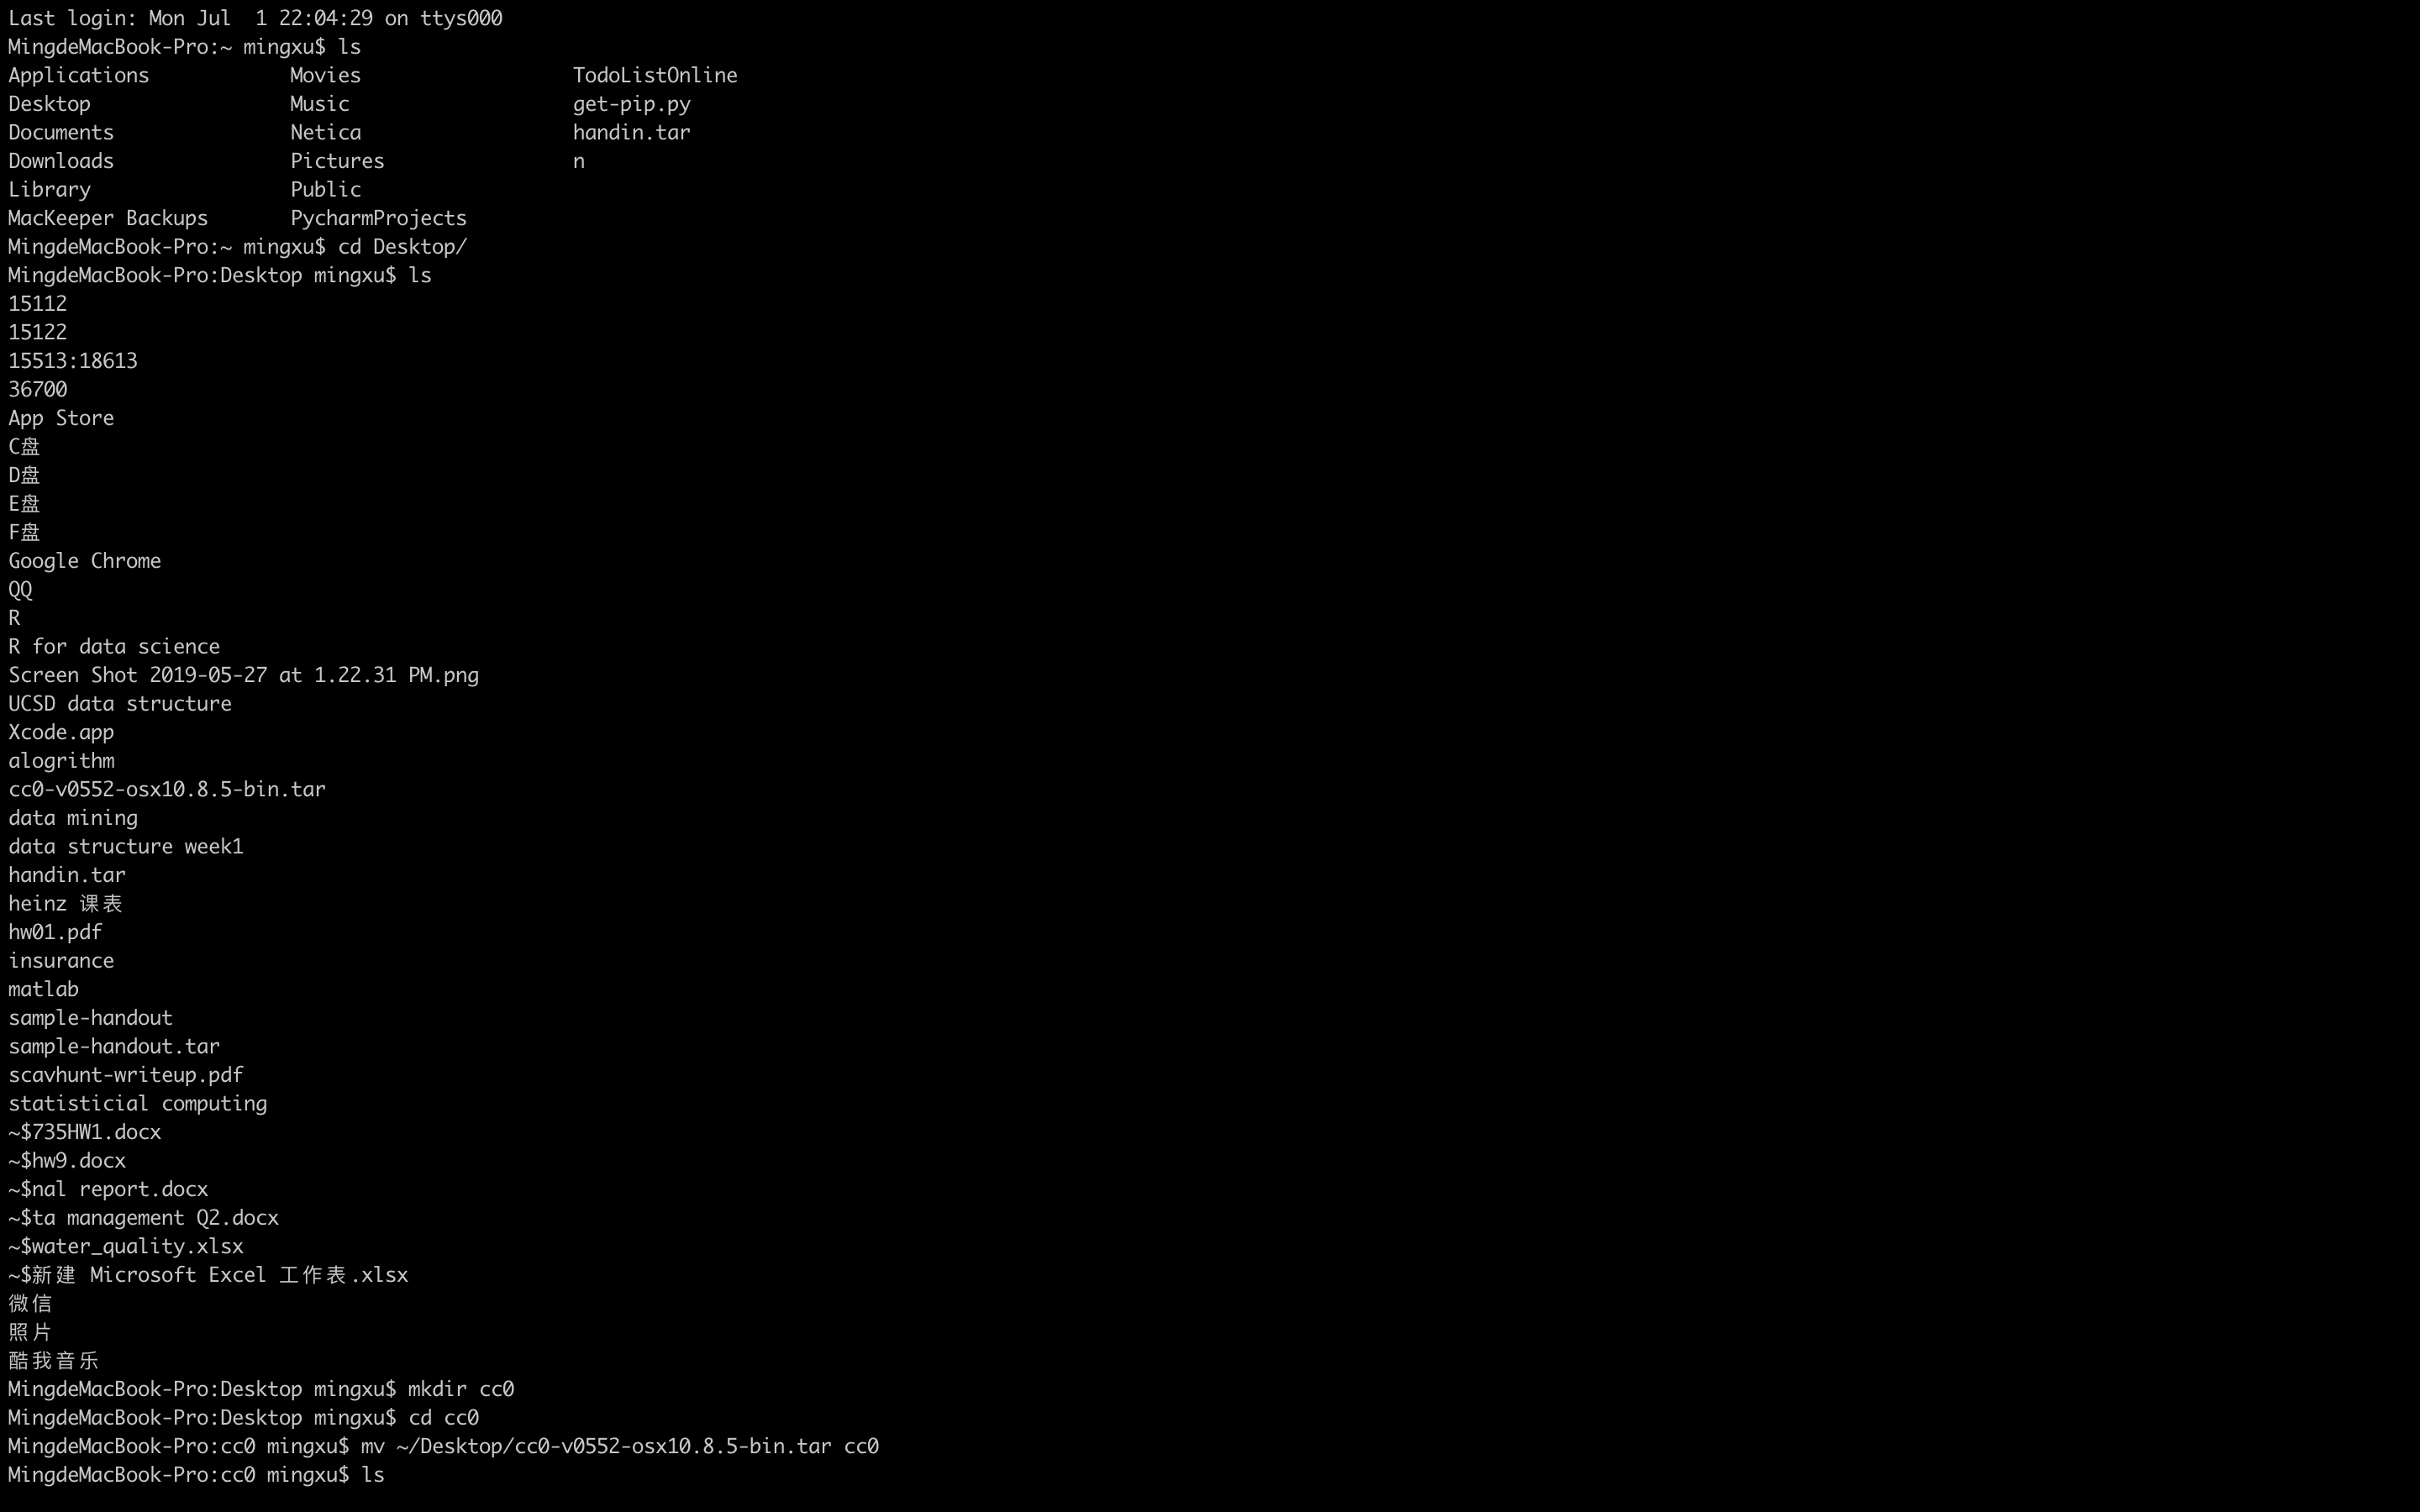 Last login: Mon Jul  1 22:04:29 on ttys000
MingdeMacBook-Pro:~ mingxu$ ls
Applications            Movies                  TodoListOnline
Desktop                 Music                   get-pip.py
Documents               Netica                  handin.tar
Downloads               Pictures                n
Library                 Public
MacKeeper Backups       PycharmProjects
MingdeMacBook-Pro:~ mingxu$ cd Desktop/
MingdeMacBook-Pro:Desktop mingxu$ ls
15112
15122
15513:18613
36700
App Store
C盘
D盘
E盘
F盘
Google Chrome
QQ
R
R for data science
Screen Shot 2019-05-27 at 1.22.31 PM.png
UCSD data structure
Xcode.app
alogrithm
cc0-v0552-osx10.8.5-bin.tar
data mining
data structure week1
handin.tar
heinz 课表
hw01.pdf
insurance
matlab
sample-handout
sample-handout.tar
scavhunt-writeup.pdf
statisticial computing
~$735HW1.docx
~$hw9.docx
~$nal report.docx
~$ta management Q2.docx
~$water_quality.xlsx
~$新建 Microsoft Excel 工作表.xlsx
微信
照片
酷我音乐
MingdeMacBook-Pro:Desktop mingxu$ mkdir cc0
MingdeMacBook-Pro:Desktop mingxu$ cd cc0
MingdeMacBook-Pro:cc0 mingxu$ mv ~/Desktop/cc0-v0552-osx10.8.5-bin.tar cc0
MingdeMacBook-Pro:cc0 mingxu$ ls